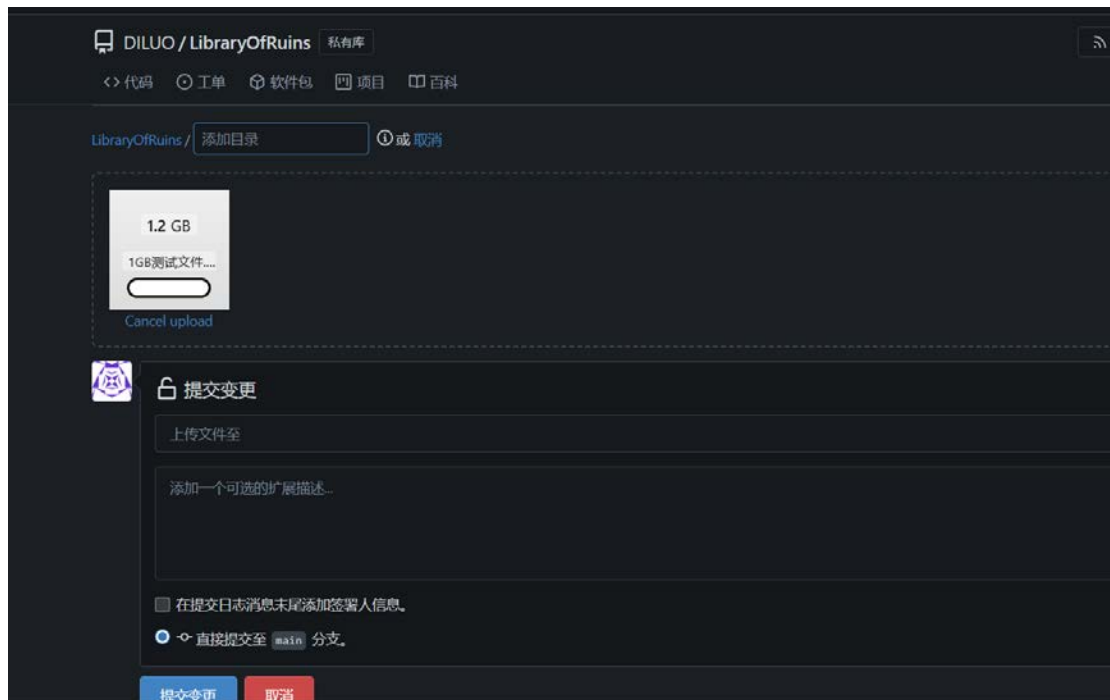 DILUO / LibraryOfRuins 私有库
代码 工单 软件包 项目 百科
LibraryOfRuins / 添加目录 或 取消
1.2 GB
1GB测试文件....
Cancel upload
提交变更
上传文件至
添加一个可选的扩展描述...
在提交日志消息末尾添加签署人信息。
直接提交至 main 分支。
提交变更 取消